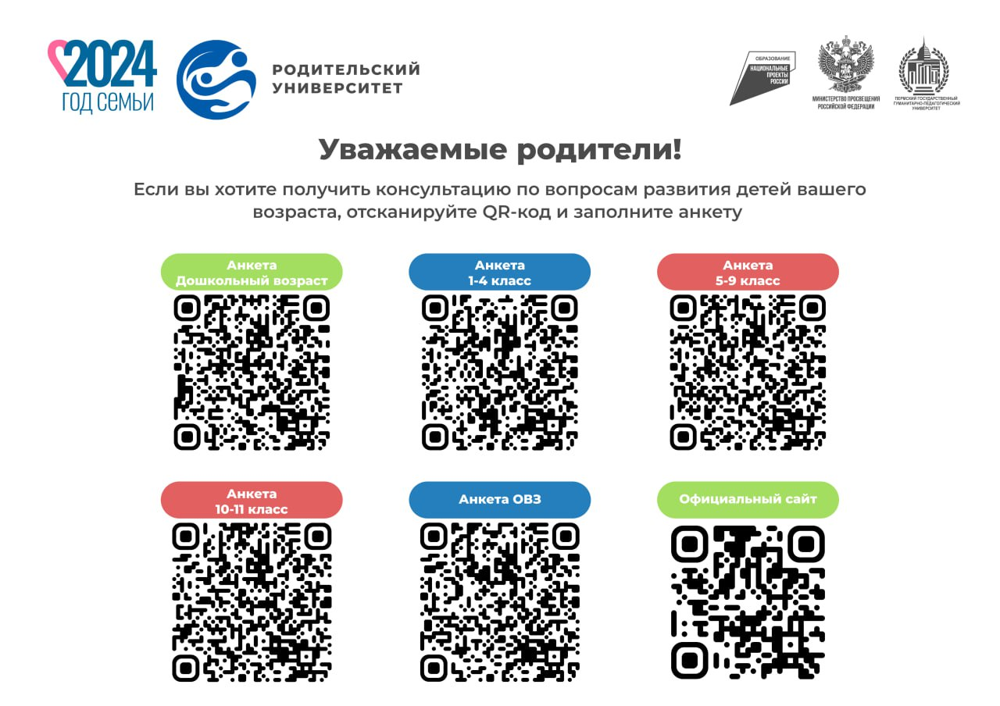 2024
ГОД СЕМЬИ
РОДИТЕЛЬСКИЙ
УНИВЕРСИТЕТ
ОБРАЗОВАНИЕ
НАЦИОНАЛЬНЫЕ
ПРОЕКТЫ
РОССИИ
МИНИСТЕРСТВО ПРОСВЕЩЕНИЯ
РОССИЙСКОЙ ФЕДЕРАЦИИ
ПГГПУ
ПЕРМСКИЙ ГОСУДАРСТВЕННЫЙ
ГУМАНИТАРНО-ПЕДАГОГИЧЕСКИЙ
УНИВЕРСИТЕТ
Уважаемые родители!
Если вы хотите получить консультацию по вопросам развития детей вашего
возраста, отсканируйте QR-код и заполните анкету
Анкета
Дошкольный возраст
Анкета
1-4 класс
Анкета
5-9 класс
Анкета
10-11 класс
Анкета ОВЗ
Официальный сайт